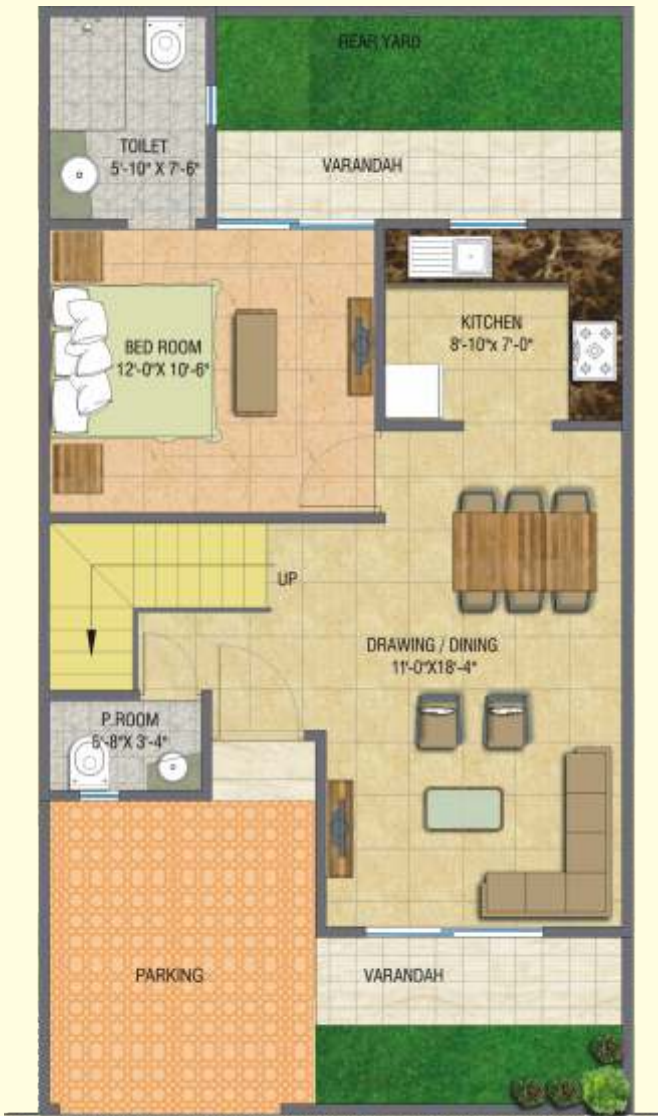 REAR YARD
TOILET
5'-10" X 7'-6"
VARANDAH
BED ROOM
12'-0"X 10'-6"
KITCHEN
8'-10"x 7'-0"
UP
DRAWING / DINING
11'-0"X18'-4"
P.ROOM
5'-8"X 3'-4"
PARKING
VARANDAH